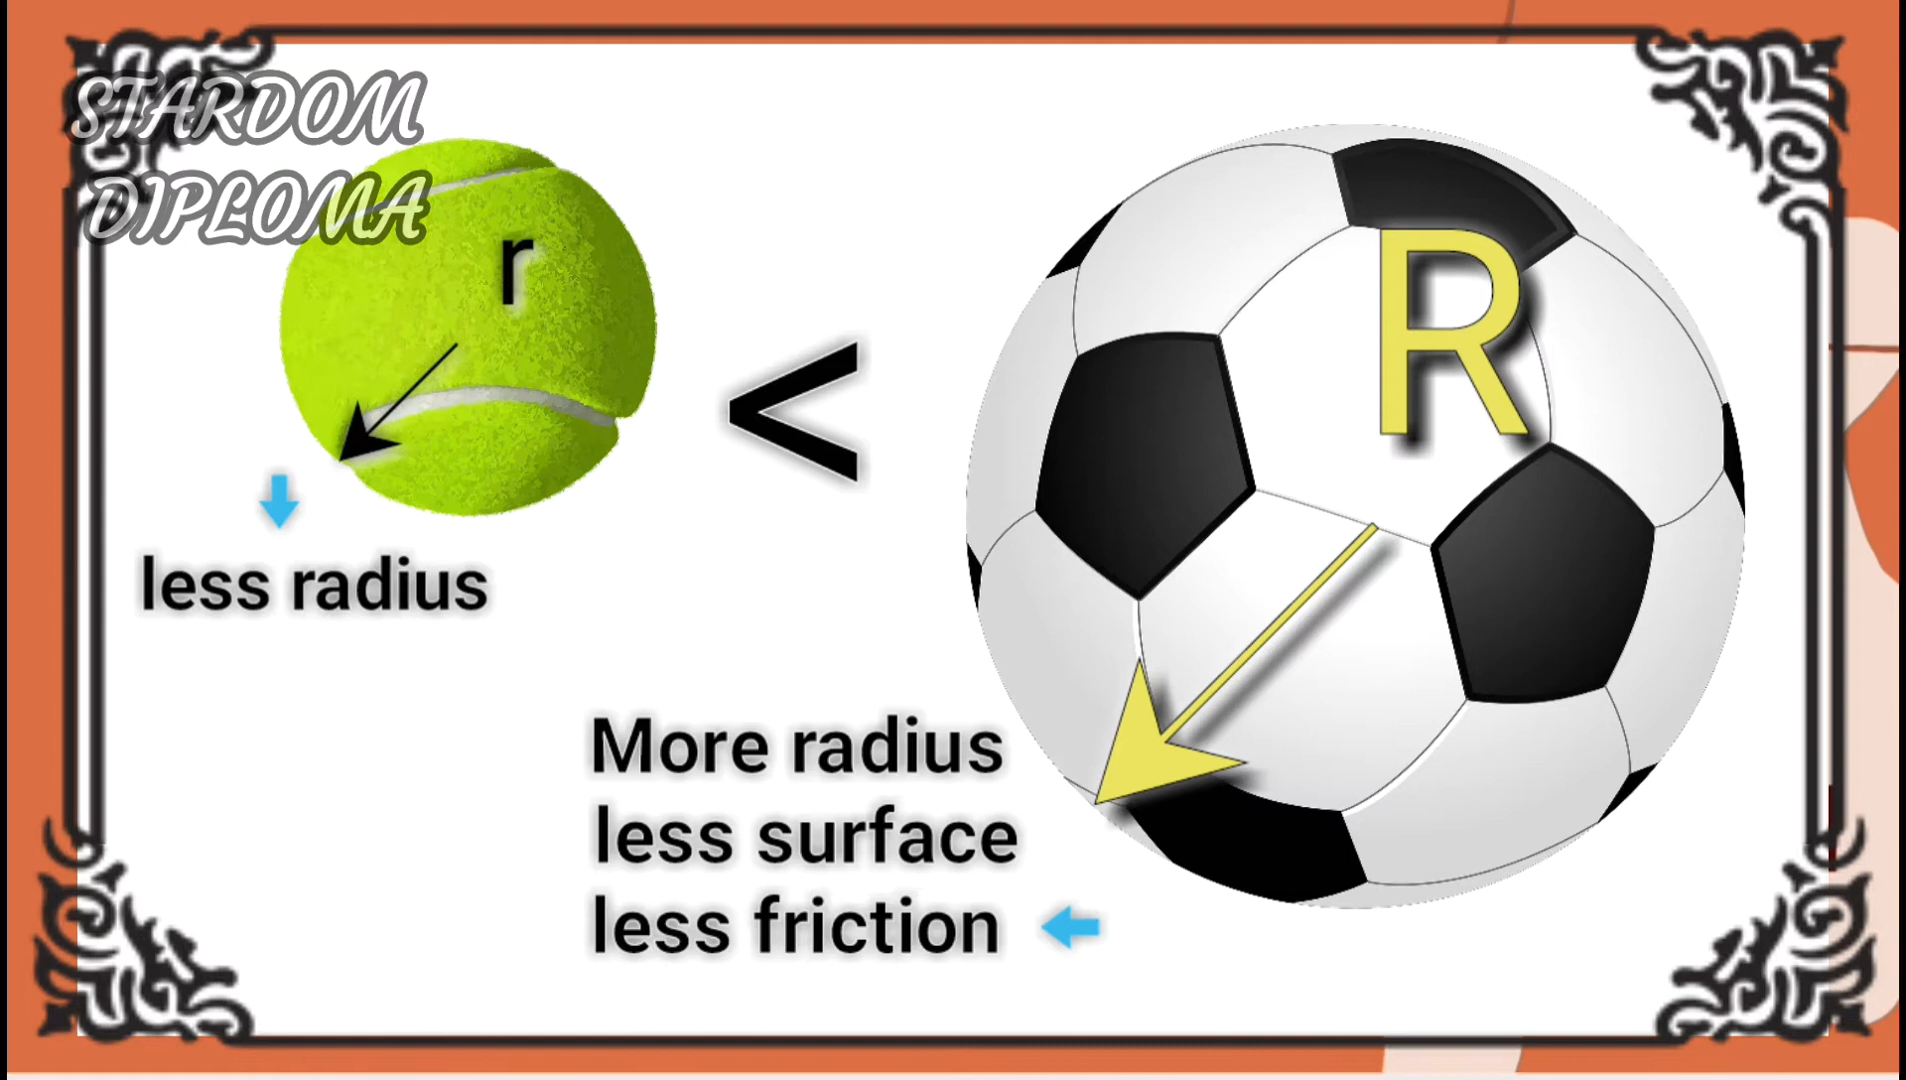 STARDOM
DIPLOMA
r
<
R
less radius
More radius
less surface
less friction